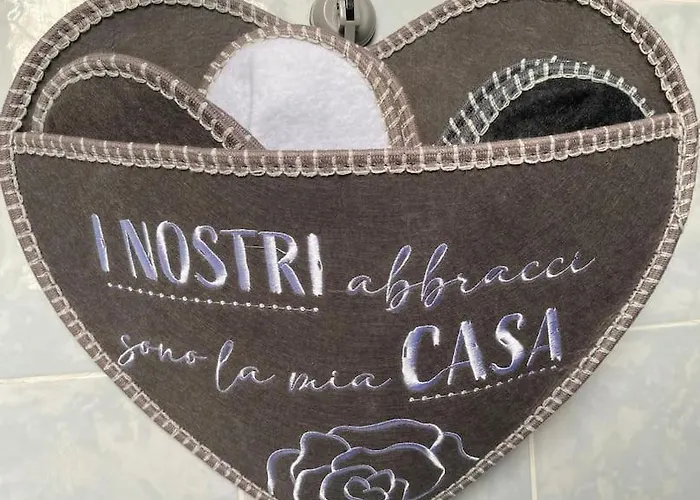 I NOSTRI abbracci
sono la mia CASA